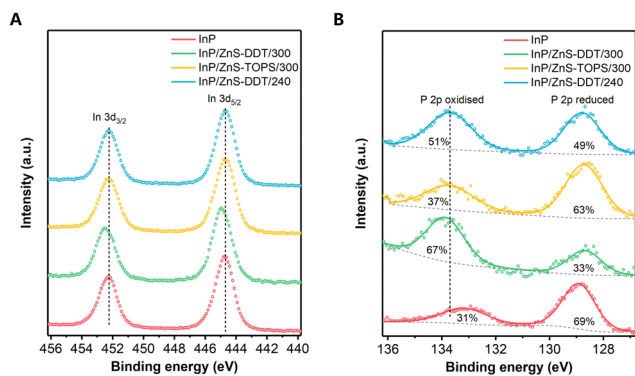 A
InP
InP/ZnS-DDT/300
InP/ZnS-TOPS/300
InP/ZnS-DDT/240
In 3d3/2
In 3d5/2
Intensity (a.u.)
456 454 452 450 448 446 444 442 440
Binding energy (eV)
B
InP
InP/ZnS-DDT/300
InP/ZnS-TOPS/300
InP/ZnS-DDT/240
P 2p oxidised
P 2p reduced
51%
49%
37%
63%
67%
33%
31%
69%
Intensity (a.u.)
136 134 132 130 128
Binding energy (eV)